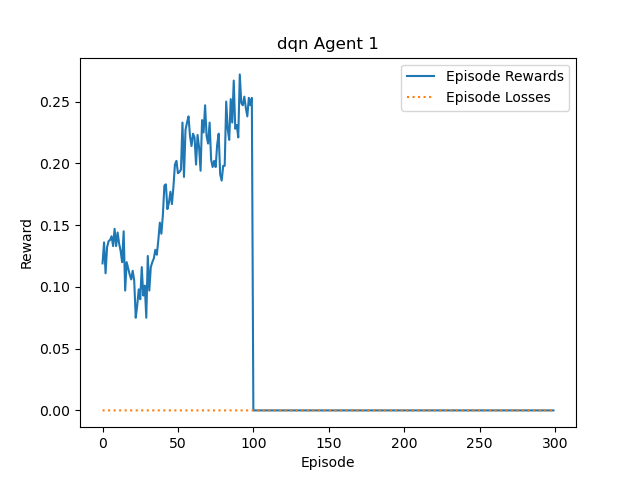 dqn Agent 1
Episode Rewards
Episode Losses
0.25
0.20
0.15
0.10
0.05
0.00
Reward
0 50 100 150 200 250 300
Episode